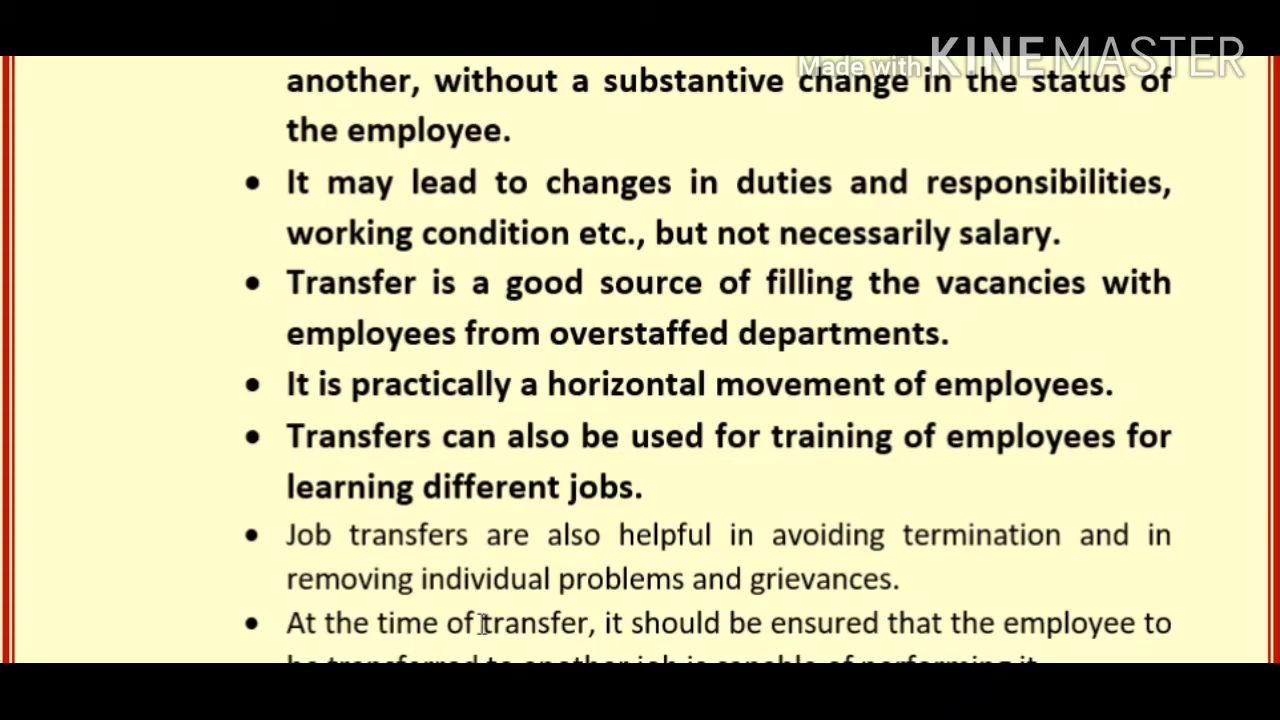 Made with KINEMASTER
another, without a substantive change in the status of
the employee.
• It may lead to changes in duties and responsibilities,
working condition etc., but not necessarily salary.
• Transfer is a good source of filling the vacancies with
employees from overstaffed departments.
• It is practically a horizontal movement of employees.
• Transfers can also be used for training of employees for
learning different jobs.
• Job transfers are also helpful in avoiding termination and in
removing individual problems and grievances.
• At the time of transfer, it should be ensured that the employee to
be transferred to another job is capable of performing it.